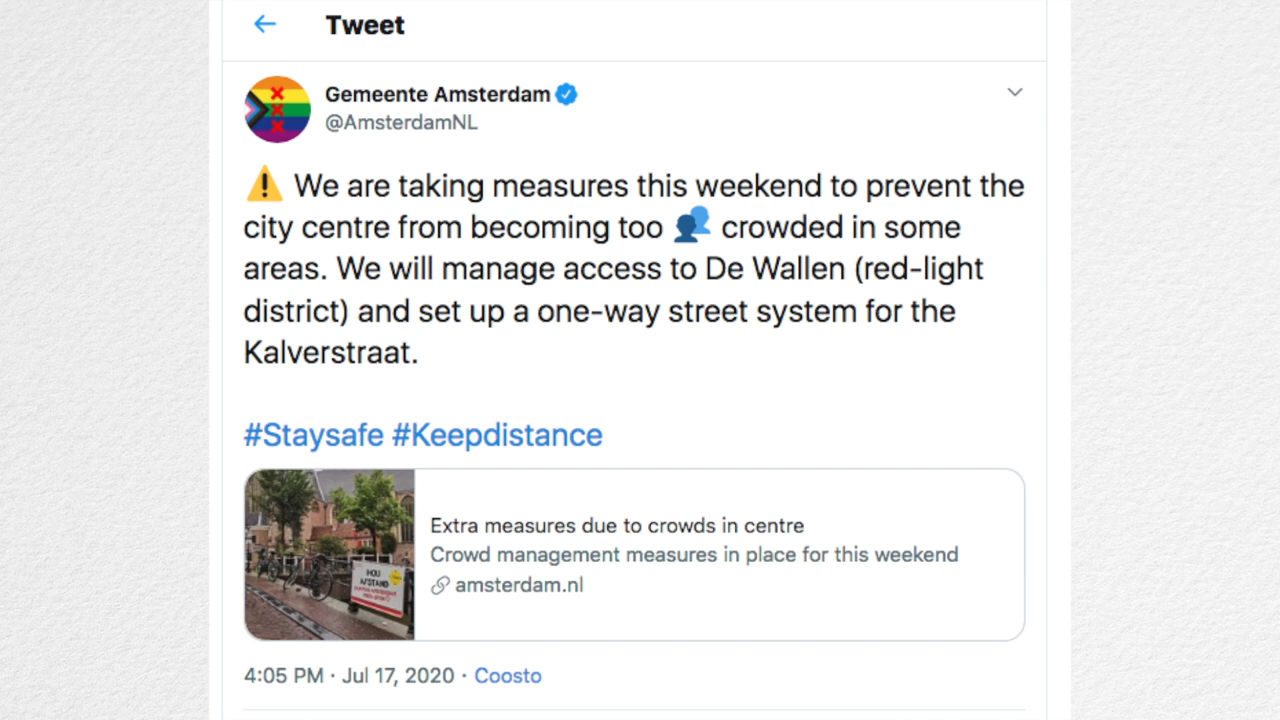 Tweet
Gemeente Amsterdam
@AmsterdamNL
⚠️ We are taking measures this weekend to prevent the
city centre from becoming too 👥 crowded in some
areas. We will manage access to De Wallen (red-light
district) and set up a one-way street system for the
Kalverstraat.
#Staysafe #Keepdistance
HOU
AFSTAND
Extra measures due to crowds in centre
Crowd management measures in place for this weekend
amsterdam.nl
4:05 PM · Jul 17, 2020 · Coosto